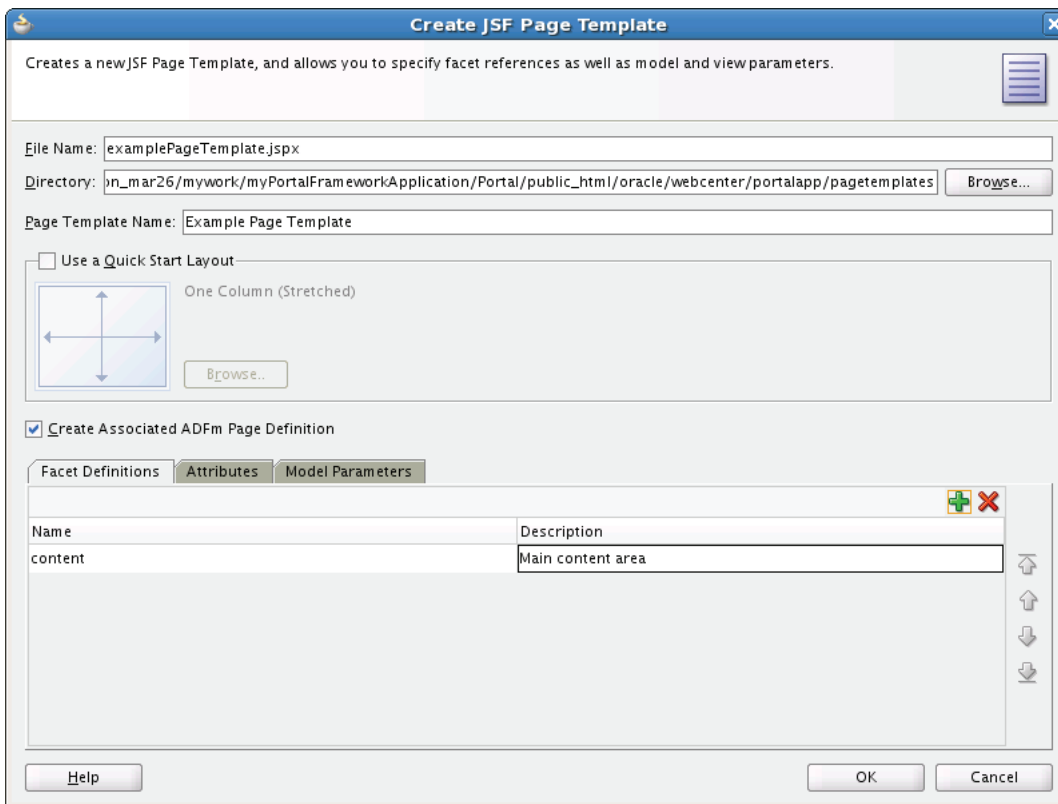 Create JSF Page Template
Creates a new JSF Page Template, and allows you to specify facet references as well as model and view parameters.
File Name: examplePageTemplate.jspx
Directory: on_mar26/mywork/myPortalFrameworkApplication/Portal/public_html/oracle/webcenter/portalapp/pagetemplates Browse...
Page Template Name: Example Page Template
Use a Quick Start Layout
One Column (Stretched)
Browse..
Create Associated ADFm Page Definition
Facet Definitions Attributes Model Parameters
Name Description
content Main content area
Help OK Cancel